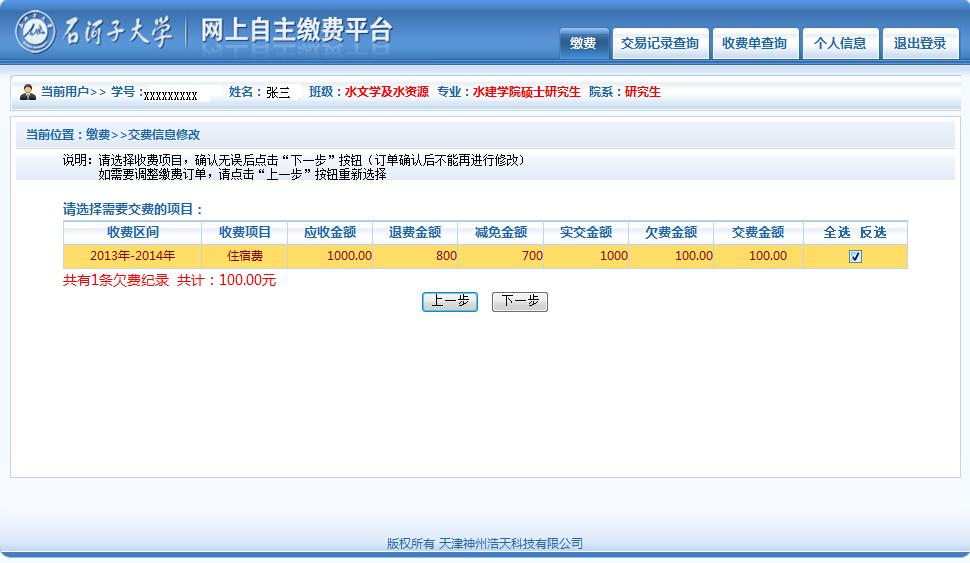 石河子大学 网上自主缴费平台
缴费 交易记录查询 收费单查询 个人信息 退出登录
当前用户>> 学号：xxxxxxxxx 姓名：张三 班级：水文学及水资源 专业：水建学院硕士研究生 院系：研究生
当前位置：缴费>>交费信息修改
说明：请选择收费项目，确认无误后点击“下一步”按钮（订单确认后不能再进行修改）
如需要调整缴费订单，请点击“上一步”按钮重新选择
请选择需要交费的项目：
收费区间 收费项目 应收金额 退费金额 减免金额 实交金额 欠费金额 交费金额 全选 反选
2013年-2014年 住宿费 1000.00 800 700 1000 100.00 100.00
共有1条欠费纪录 共计：100.00元
上一步 下一步
版权所有 天津神州浩天科技有限公司